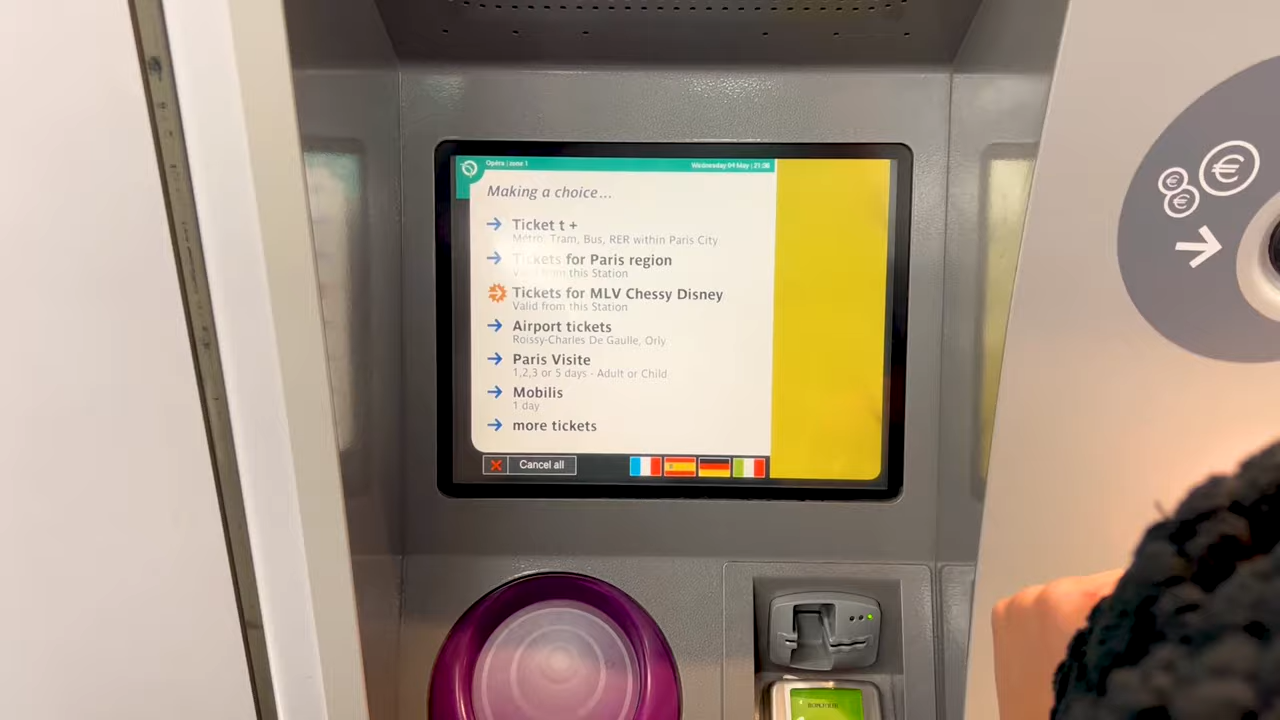 Opéra | zone 1
Wednesday 04 May | 21:36
Making a choice...
Ticket t +
Métro, Tram, Bus, RER within Paris City
Tickets for Paris region
Valid from this Station
Tickets for MLV Chessy Disney
Valid from this Station
Airport tickets
Roissy-Charles De Gaulle, Orly
Paris Visite
1,2,3 or 5 days - Adult or Child
Mobilis
1 day
more tickets
Cancel all